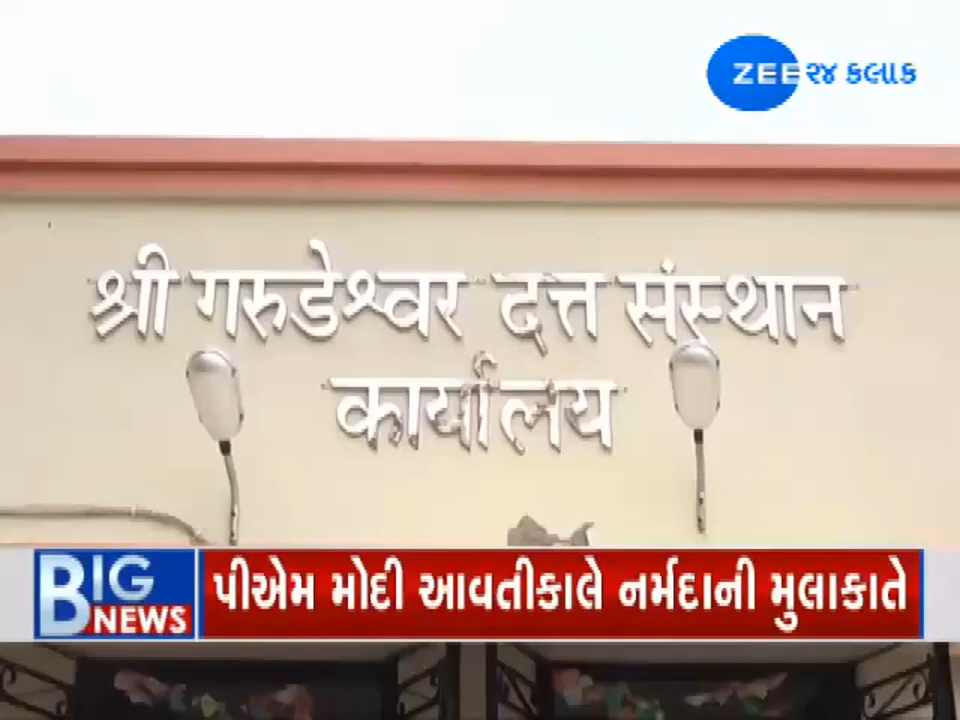 ZEE ૨૪ કલાક
श्री गरुडेश्वर दत्त संस्थान
कार्यालय
BIG NEWS
પીએમ મોદી આવતીકાલે નર્મદાની મુલાકાતે